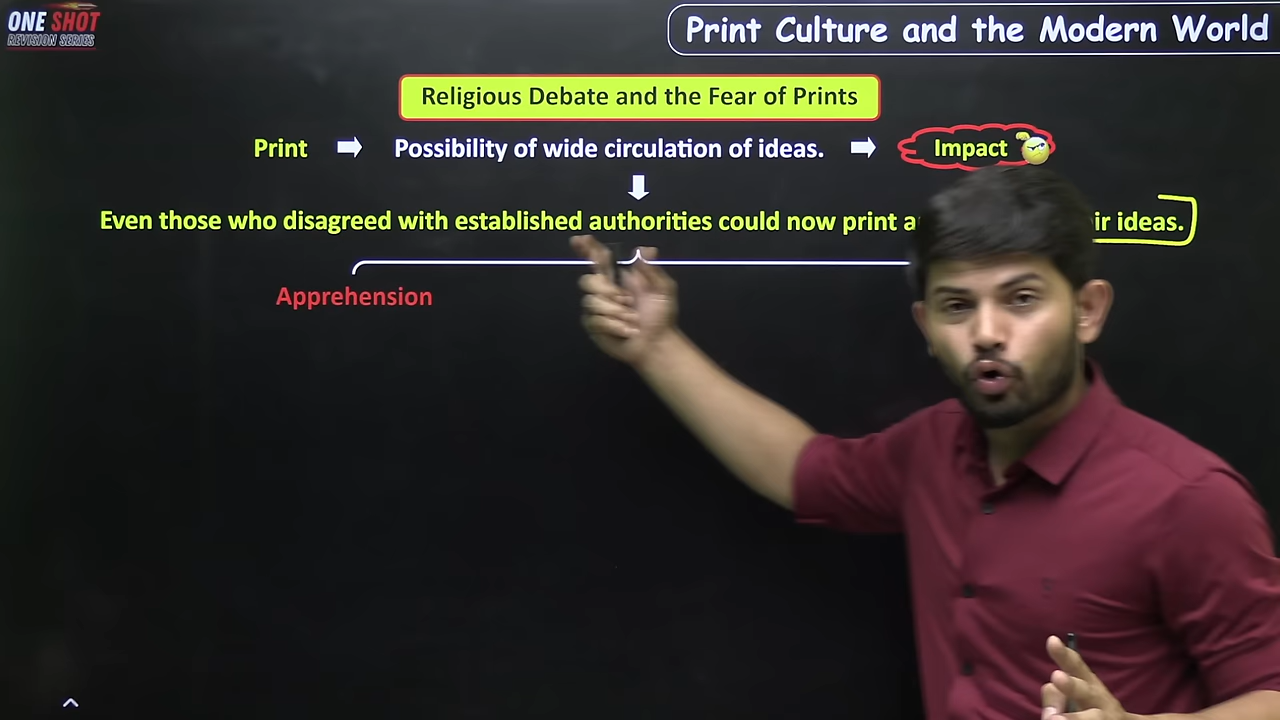 ONE SHOT
REVISION SERIES
Print Culture and the Modern World
Religious Debate and the Fear of Prints
Print Possibility of wide circulation of ideas. Impact
Even those who disagreed with established authorities could now print ideas.
Apprehension